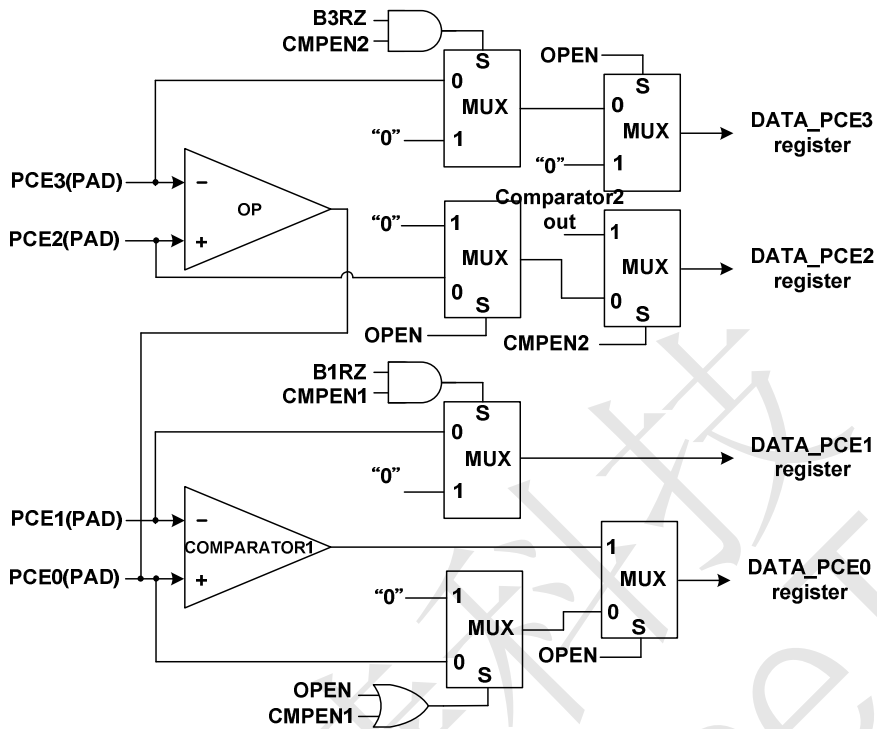 B3RZ
CMPEN2
S
0
MUX
"0"
1
OPEN
S
0
MUX
"0"
1
DATA_PCE3
register
PCE3(PAD)
−
OP
PCE2(PAD)
+
"0"
1
MUX
0
S
OPEN
Comparator2
out
1
MUX
0
S
CMPEN2
DATA_PCE2
register
B1RZ
CMPEN1
S
0
MUX
"0"
1
DATA_PCE1
register
PCE1(PAD)
−
COMPARATOR1
PCE0(PAD)
+
"0"
1
MUX
0
S
OPEN
CMPEN1
1
MUX
0
S
OPEN
DATA_PCE0
register
科技